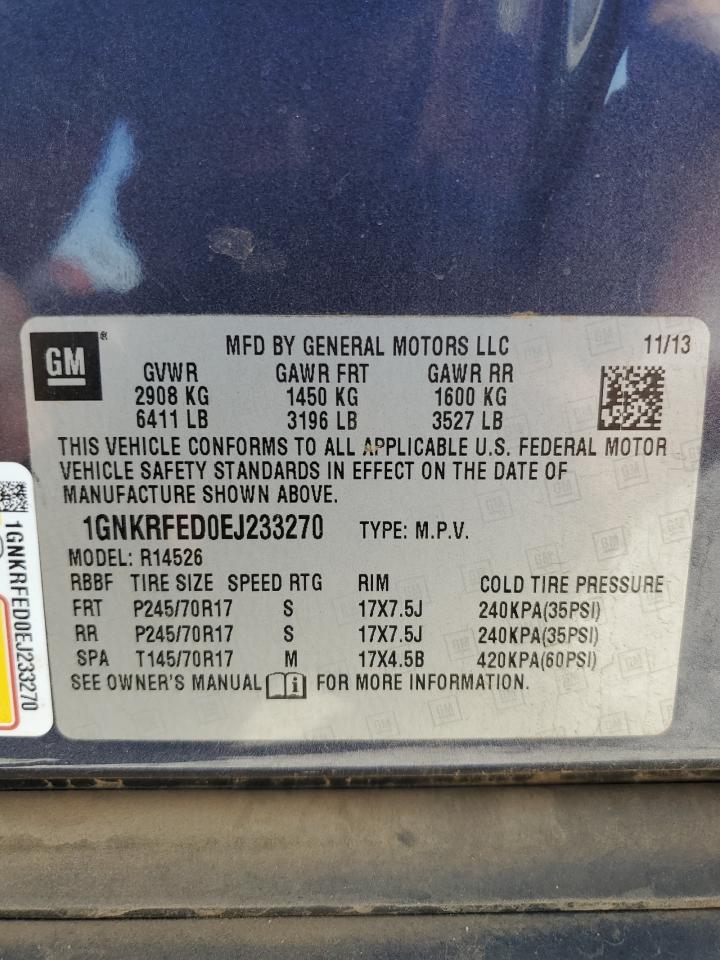 GM ®
MFD BY GENERAL MOTORS LLC 11/13
GVWR GAWR FRT GAWR RR
2908 KG 1450 KG 1600 KG
6411 LB 3196 LB 3527 LB
THIS VEHICLE CONFORMS TO ALL APPLICABLE U.S. FEDERAL MOTOR
VEHICLE SAFETY STANDARDS IN EFFECT ON THE DATE OF
MANUFACTURE SHOWN ABOVE.
1GNKRFED0EJ233270 TYPE: M.P.V.
MODEL: R14526
RBBF TIRE SIZE SPEED RTG RIM COLD TIRE PRESSURE
FRT P245/70R17 S 17X7.5J 240KPA(35PSI)
RR P245/70R17 S 17X7.5J 240KPA(35PSI)
SPA T145/70R17 M 17X4.5B 420KPA(60PSI)
SEE OWNER'S MANUAL i FOR MORE INFORMATION.
1GNKRFED0EJ233270